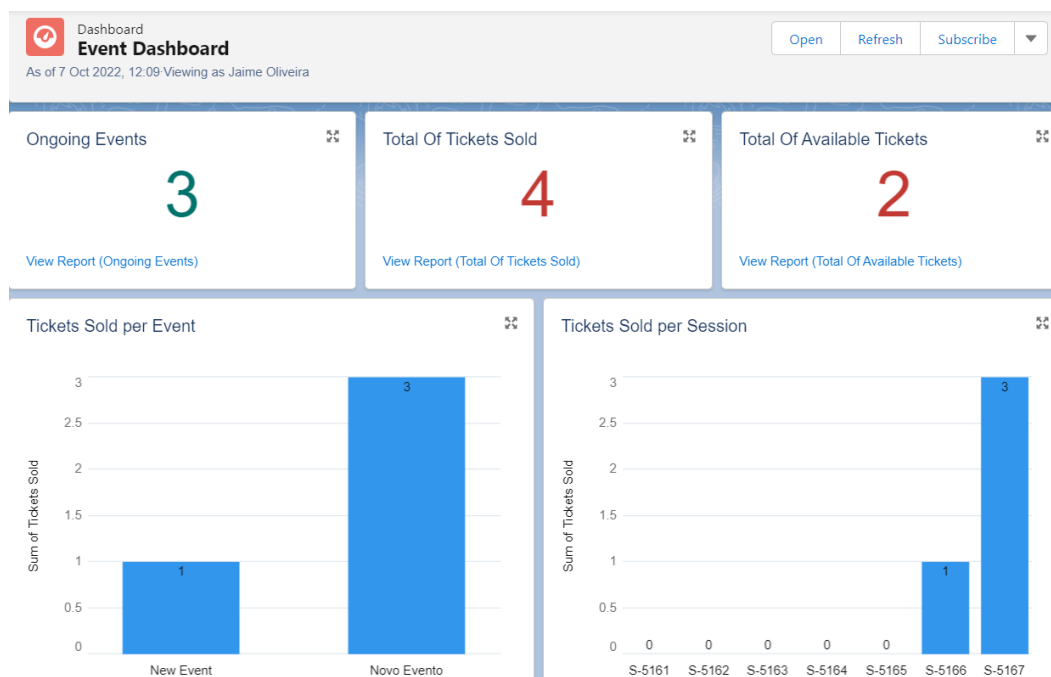 Dashboard
Event Dashboard
As of 7 Oct 2022, 12:09·Viewing as Jaime Oliveira
Open Refresh Subscribe
Ongoing Events
3
View Report (Ongoing Events)
Total Of Tickets Sold
4
View Report (Total Of Tickets Sold)
Total Of Available Tickets
2
View Report (Total Of Available Tickets)
Tickets Sold per Event
Sum of Tickets Sold
3
2.5
2
1.5
1
0.5
0
1 3
New Event Novo Evento
Tickets Sold per Session
Sum of Tickets Sold
3
2.5
2
1.5
1
0.5
0
0 0 0 0 0 1 3
S-5161 S-5162 S-5163 S-5164 S-5165 S-5166 S-5167